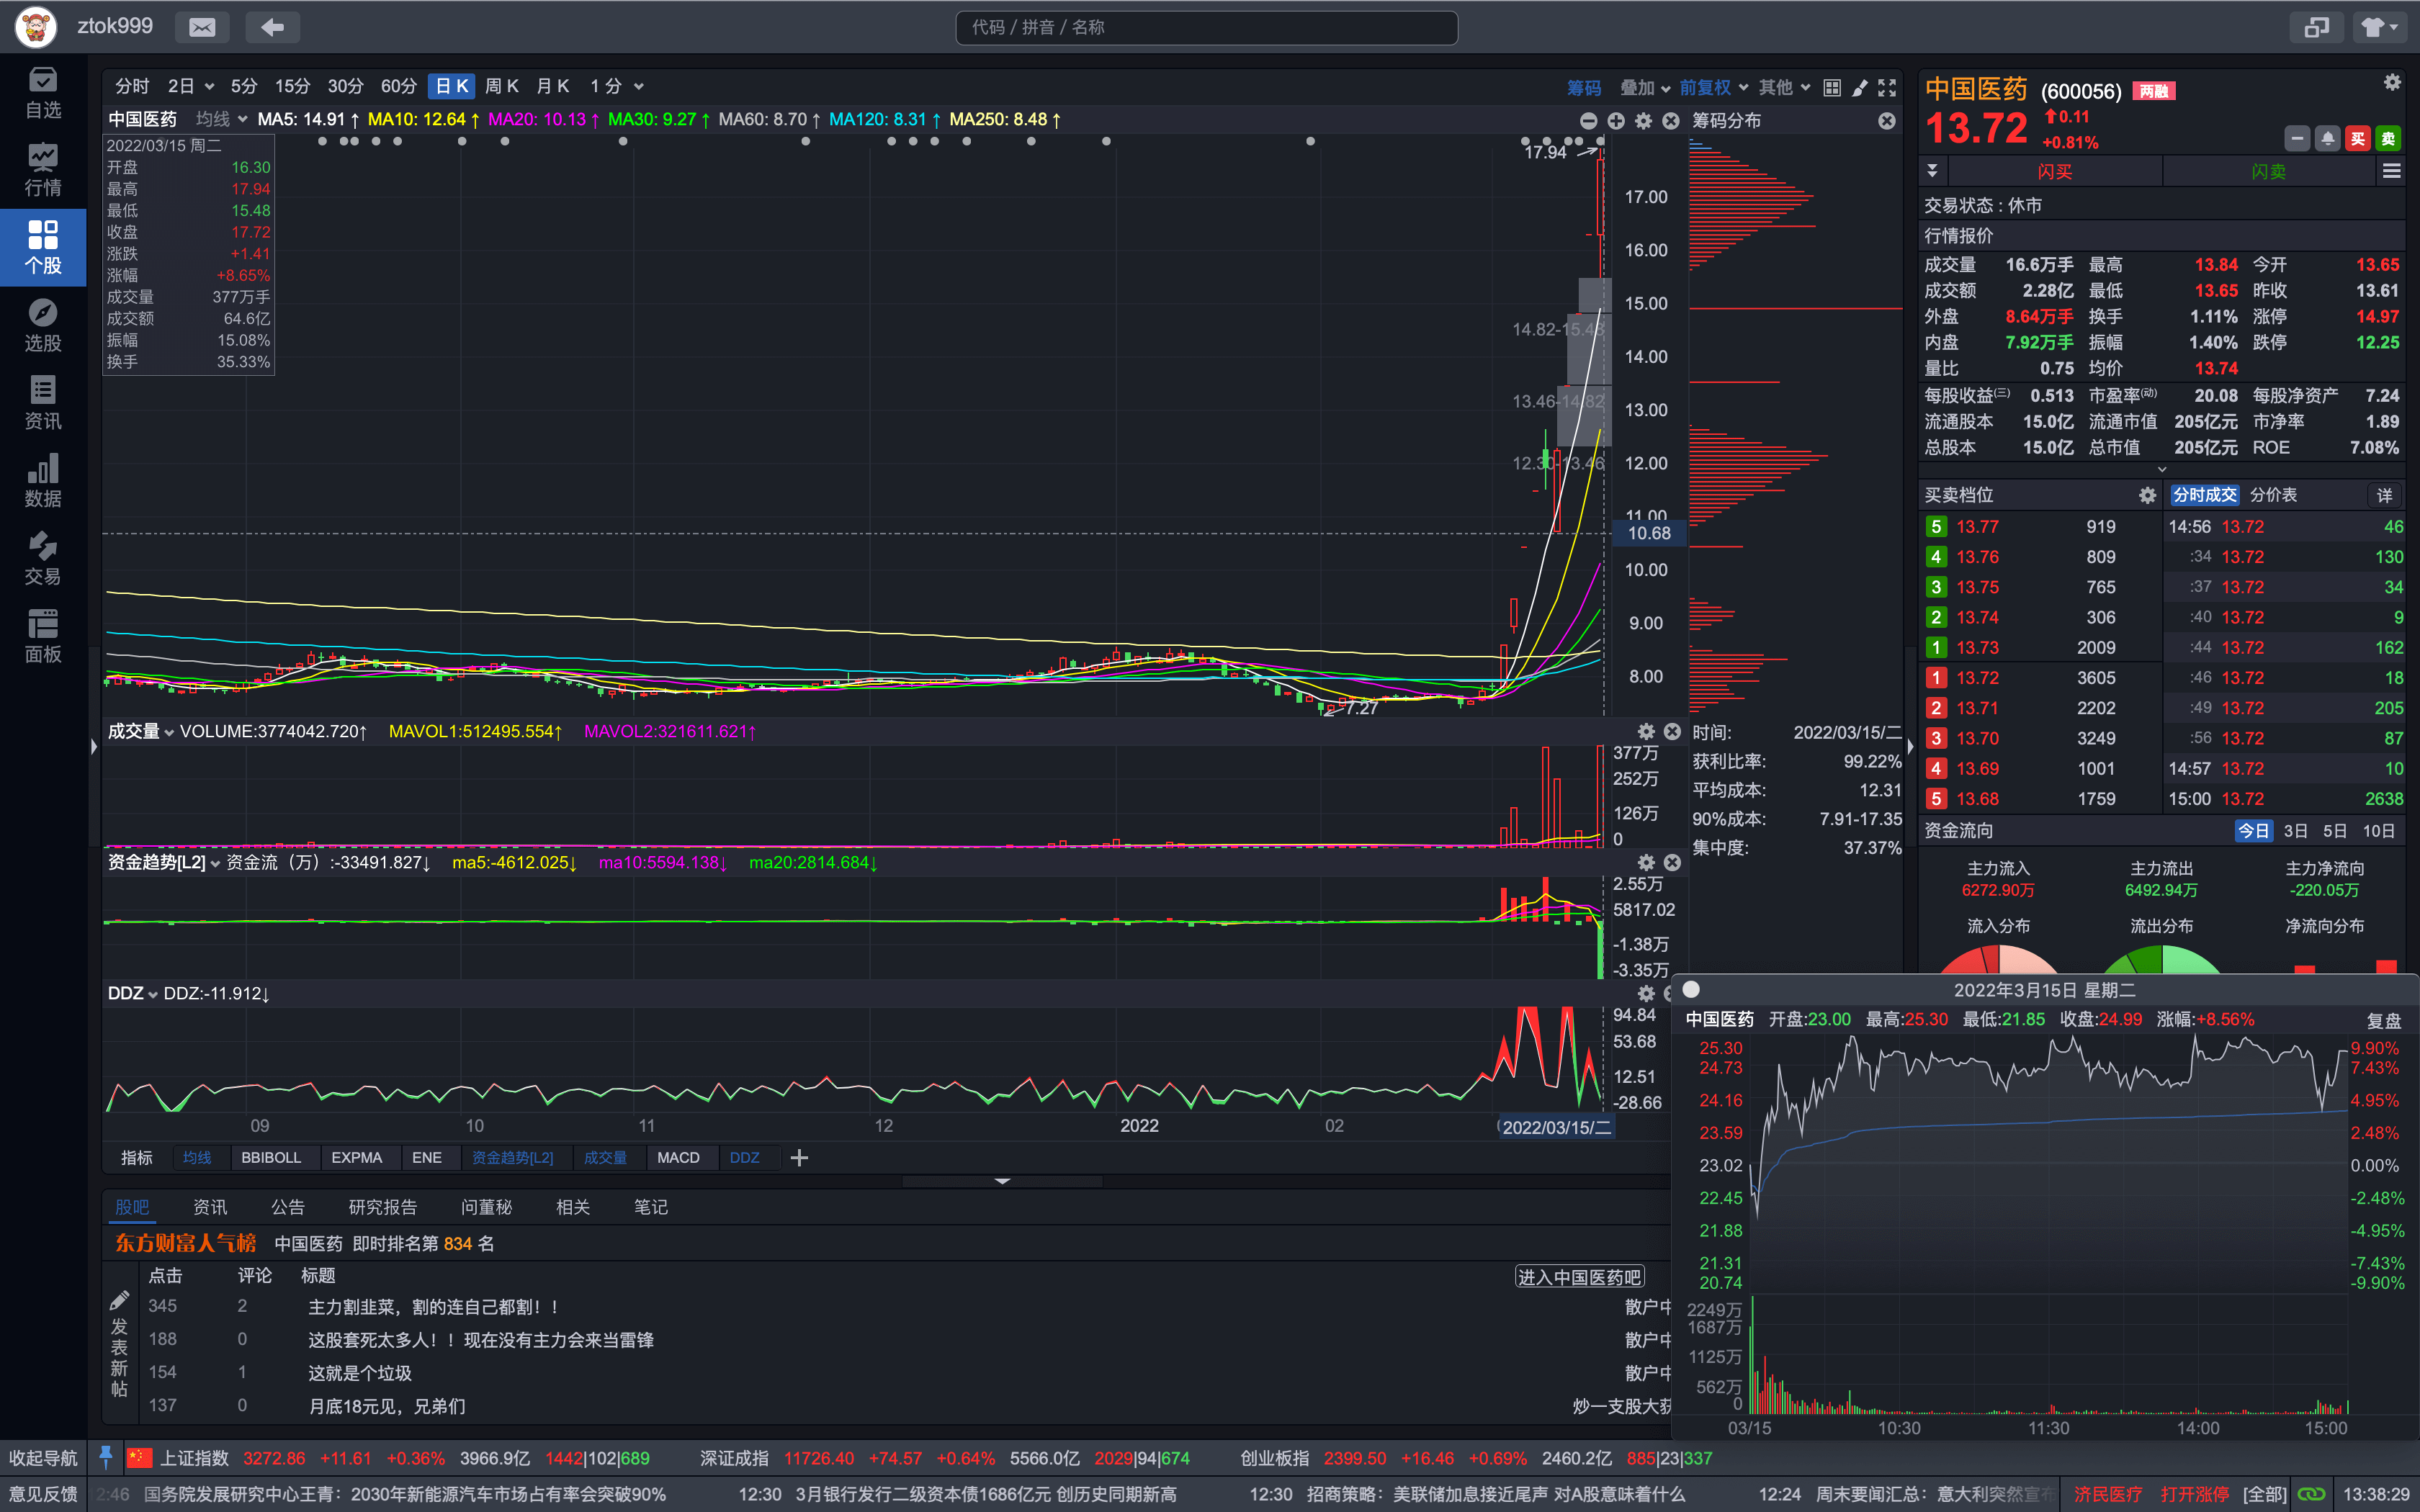 ztok999
代码 / 拼音 / 名称
自选
行情
个股
选股
资讯
数据
交易
面板
分时 2日 5分 15分 30分 60分 日K 周K 月K 1分
筹码 叠加 前复权 其他
中国医药 均线 MA5: 14.91↑ MA10: 12.64↑ MA20: 10.13↑ MA30: 9.27↑ MA60: 8.70↑ MA120: 8.31↑ MA250: 8.48↑
筹码分布
2022/03/15 周二
开盘 16.30
最高 17.94
最低 15.48
收盘 17.72
涨跌 +1.41
涨幅 +8.65%
成交量 377万手
成交额 64.6亿
振幅 15.08%
换手 35.33%
17.94
17.00
16.00
15.00
14.82-15.48
14.00
13.46-14.82
13.00
12.30-13.46
12.00
11.00
10.68
10.00
9.00
8.00
7.27
成交量 VOLUME:3774042.720↑ MAVOL1:512495.554↑ MAVOL2:321611.621↑
377万
252万
126万
0
时间: 2022/03/15/二
获利比率: 99.22%
平均成本: 12.31
90%成本: 7.91-17.35
集中度: 37.37%
资金趋势[L2] 资金流（万）:-33491.827↓ ma5:-4612.025↓ ma10:5594.138↓ ma20:2814.684↓
2.55万
5817.02
-1.38万
-3.35万
DDZ DDZ:-11.912↓
94.84
53.68
12.51
-28.66
09 10 11 12 2022 02 2022/03/15/二
指标 均线 BBIBOLL EXPMA ENE 资金趋势[L2] 成交量 MACD DDZ
股吧 资讯 公告 研究报告 问董秘 相关 笔记
东方财富人气榜 中国医药 即时排名第 834 名
点击 评论 标题
进入中国医药吧
发表新帖
345 2 主力割韭菜，割的连自己都割！！ 散户中
188 0 这股套死太多人！！现在没有主力会来当雷锋 散户中
154 1 这就是个垃圾 散户中
137 0 月底18元见，兄弟们 炒一支股大获
中国医药 (600056) 两融
13.72 0.11
+0.81%
买 卖
闪买 闪卖
交易状态 : 休市
行情报价
成交量 16.6万手 最高 13.84 今开 13.65
成交额 2.28亿 最低 13.65 昨收 13.61
外盘 8.64万手 换手 1.11% 涨停 14.97
内盘 7.92万手 振幅 1.40% 跌停 12.25
量比 0.75 均价 13.74
每股收益(三) 0.513 市盈率(动) 20.08 每股净资产 7.24
流通股本 15.0亿 流通市值 205亿元 市净率 1.89
总股本 15.0亿 总市值 205亿元 ROE 7.08%
买卖档位 分时成交 分价表 详
5 13.77 919 14:56 13.72 46
4 13.76 809 :34 13.72 130
3 13.75 765 :37 13.72 34
2 13.74 306 :40 13.72 9
1 13.73 2009 :44 13.72 162
1 13.72 3605 :46 13.72 18
2 13.71 2202 :49 13.72 205
3 13.70 3249 :56 13.72 87
4 13.69 1001 14:57 13.72 10
5 13.68 1759 15:00 13.72 2638
资金流向 今日 3日 5日 10日
主力流入 主力流出 主力净流向
6272.90万 6492.94万 -220.05万
流入分布 流出分布 净流向分布
2022年3月15日 星期二
中国医药 开盘:23.00 最高:25.30 最低:21.85 收盘:24.99 涨幅:+8.56% 复盘
25.30 9.90%
24.73 7.43%
24.16 4.95%
23.59 2.48%
23.02 0.00%
22.45 -2.48%
21.88 -4.95%
21.31 -7.43%
20.74 -9.90%
2249万
1687万
1125万
562万
0
03/15 10:30 11:30 14:00 15:00
收起导航 上证指数 3272.86 +11.61 +0.36% 3966.9亿 1442|102|689 深证成指 11726.40 +74.57 +0.64% 5566.0亿 2029|94|674 创业板指 2399.50 +16.46 +0.69% 2460.2亿 885|23|337
意见反馈 2:46 国务院发展研究中心王青：2030年新能源汽车市场占有率会突破90% 12:30 3月银行发行二级资本债1686亿元 创历史同期新高 12:30 招商策略：美联储加息接近尾声 对A股意味着什么 12:24 周末要闻汇总：意大利突然宣布 济民医疗 打开涨停 [全部] 13:38:29